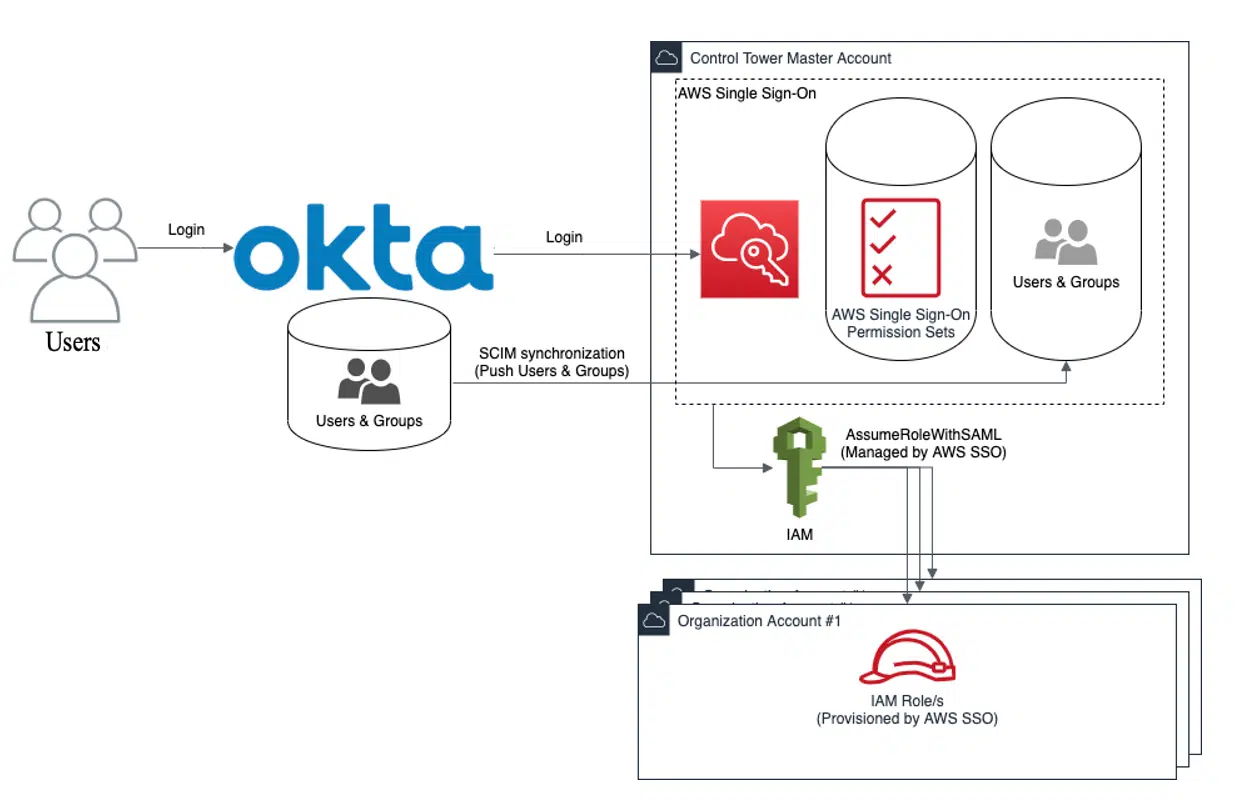 Control Tower Master Account
AWS Single Sign-On
Login
okta
Login
Users
Users & Groups
AWS Single Sign-On
Permission Sets
Users & Groups
SCIM synchronization
(Push Users & Groups)
AssumeRoleWithSAML
(Managed by AWS SSO)
IAM
Organization Account #1
IAM Role/s
(Provisioned by AWS SSO)